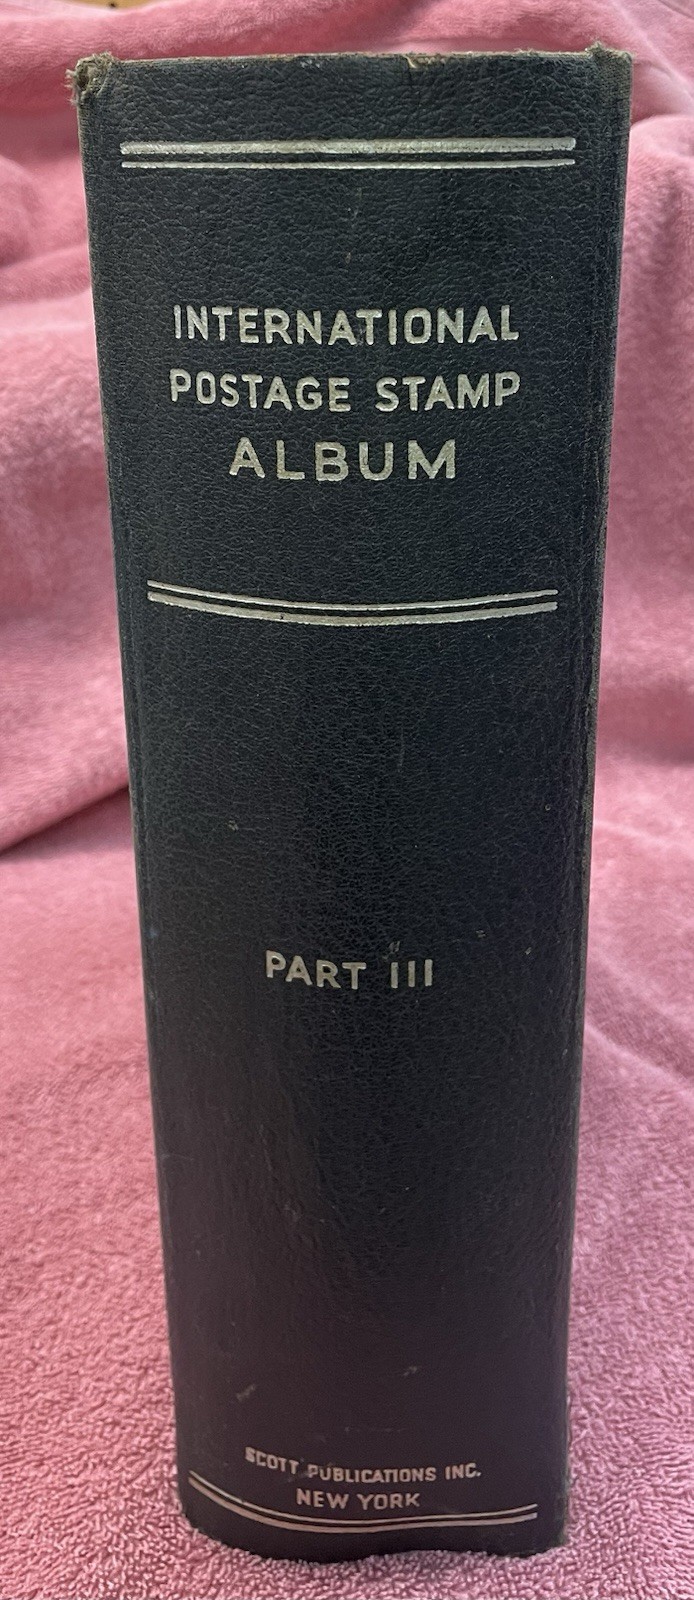 INTERNATIONAL
POSTAGE STAMP
ALBUM
PART III
SCOTT PUBLICATIONS INC.
NEW YORK